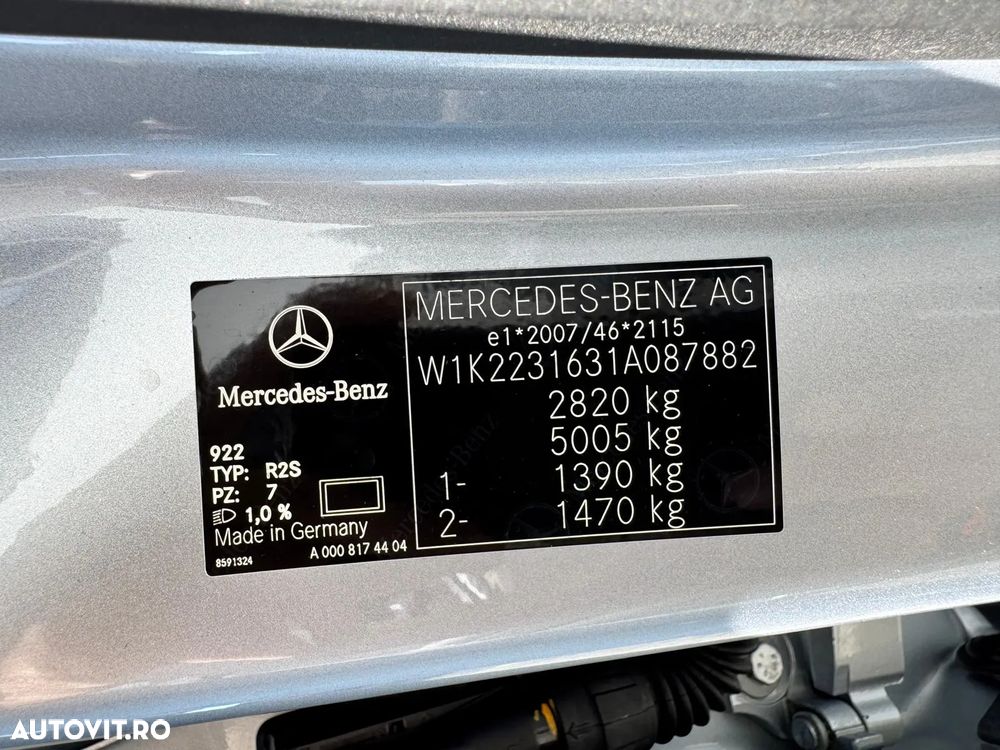 MERCEDES-BENZ AG
e1*2007/46*2115
W1K2231631A087882
2820 kg
5005 kg
1- 1390 kg
2- 1470 kg
Mercedes-Benz
922
TYP: R2S
PZ: 7
1,0 %
Made in Germany
A 000 817 44 04
8591324
AUTOVIT.RO